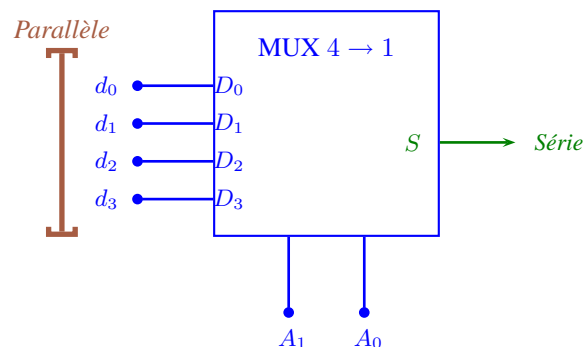 Parallèle
MUX 4 → 1
d₀ D₀
d₁ D₁
d₂ D₂
d₃ D₃
S Série
A₁ A₀